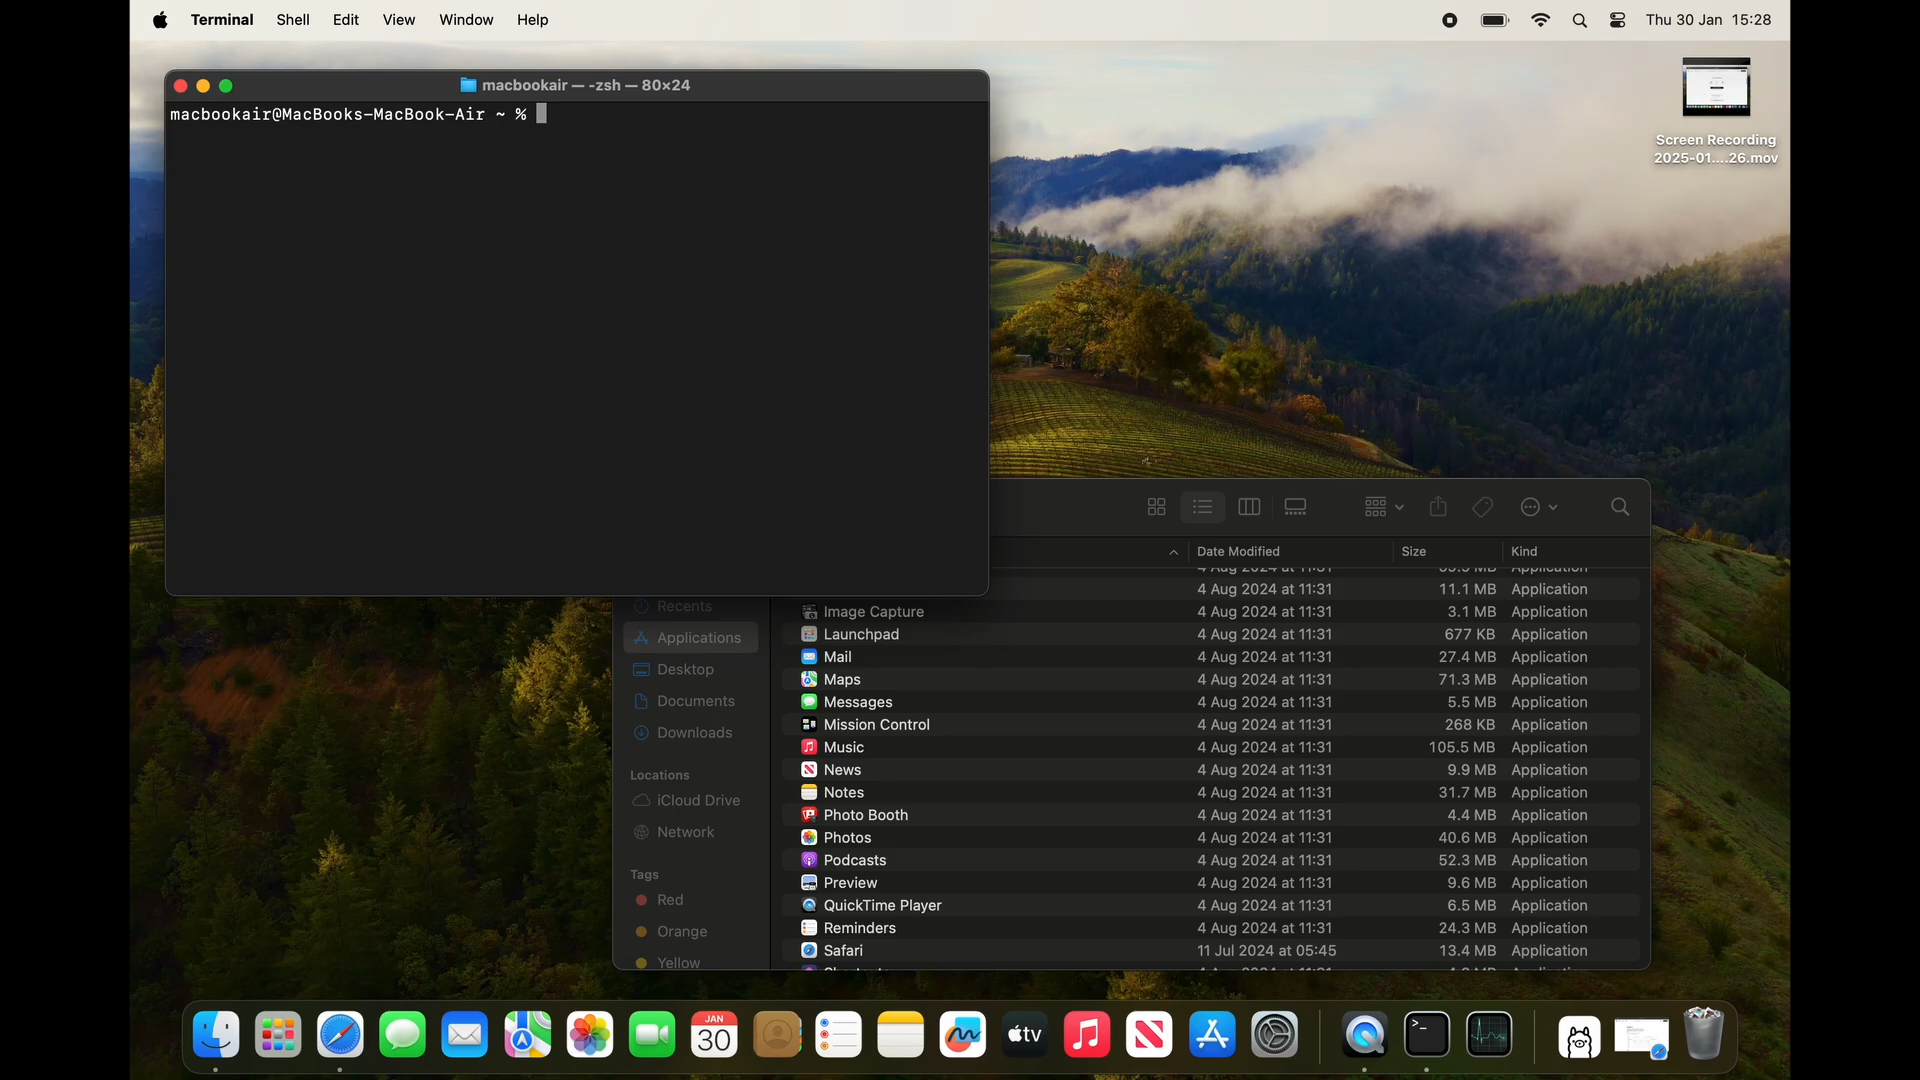 Terminal Shell Edit View Window Help Thu 30 Jan 15:28
macbookair — -zsh — 80×24
macbookair@MacBooks-MacBook-Air ~ %
Screen Recording
2025-01....26.mov
Date Modified Size Kind
4 Aug 2024 at 11:31 Application
4 Aug 2024 at 11:31 11.1 MB Application
Image Capture 4 Aug 2024 at 11:31 3.1 MB Application
Launchpad 4 Aug 2024 at 11:31 677 KB Application
Mail 4 Aug 2024 at 11:31 27.4 MB Application
Maps 4 Aug 2024 at 11:31 71.3 MB Application
Messages 4 Aug 2024 at 11:31 5.5 MB Application
Mission Control 4 Aug 2024 at 11:31 268 KB Application
Music 4 Aug 2024 at 11:31 105.5 MB Application
News 4 Aug 2024 at 11:31 9.9 MB Application
Notes 4 Aug 2024 at 11:31 31.7 MB Application
Photo Booth 4 Aug 2024 at 11:31 4.4 MB Application
Photos 4 Aug 2024 at 11:31 40.6 MB Application
Podcasts 4 Aug 2024 at 11:31 52.3 MB Application
Preview 4 Aug 2024 at 11:31 9.6 MB Application
QuickTime Player 4 Aug 2024 at 11:31 6.5 MB Application
Reminders 4 Aug 2024 at 11:31 24.3 MB Application
Safari 11 Jul 2024 at 05:45 13.4 MB Application
Recents
Applications
Desktop
Documents
Downloads
Locations
iCloud Drive
Network
Tags
Red
Orange
Yellow
JAN
30
tv
>_